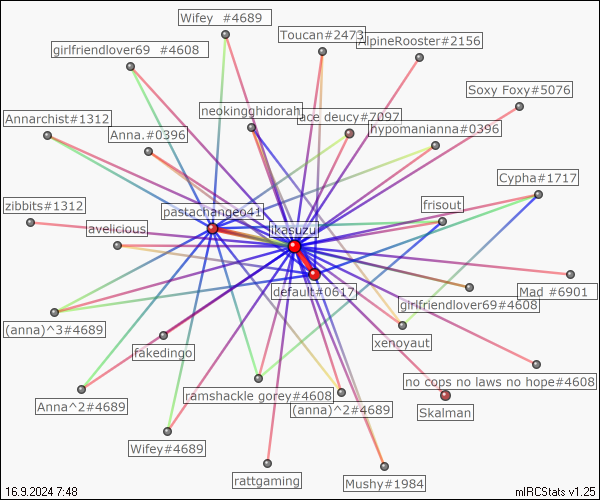 Wifey  #4689
Toucan#2473
AlpineRooster#2156
girlfriendlover69  #4608
Soxy Foxy#5076
Annarchist#1312
neokingghidorah
ace deucy#7097
hypomanianna#0396
Anna.#0396
Cypha#1717
zibbits#1312
pastachangeo41
frisout
avelicious
ikasuzu
default#0617
Mad #6901
girlfriendlover69#4608
(anna)^3#4689
xenoyaut
fakedingo
no cops no laws no hope#4608
ramshackle gorey#4608
Anna^2#4689
(anna)^2#4689
Skalman
Wifey#4689
rattgaming
Mushy#1984
16.9.2024 7:48
mIRCStats v1.25